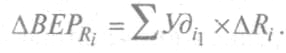 ΔBEP_{R_i} = ∑ Уд_{i_1} × ΔR_i .